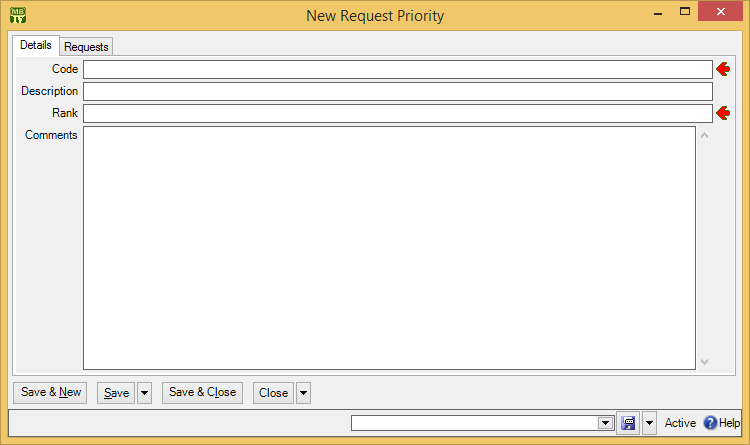 MB
New Request Priority
Details Requests
Code
Description
Rank
Comments
Save & New Save Save & Close Close
Active Help